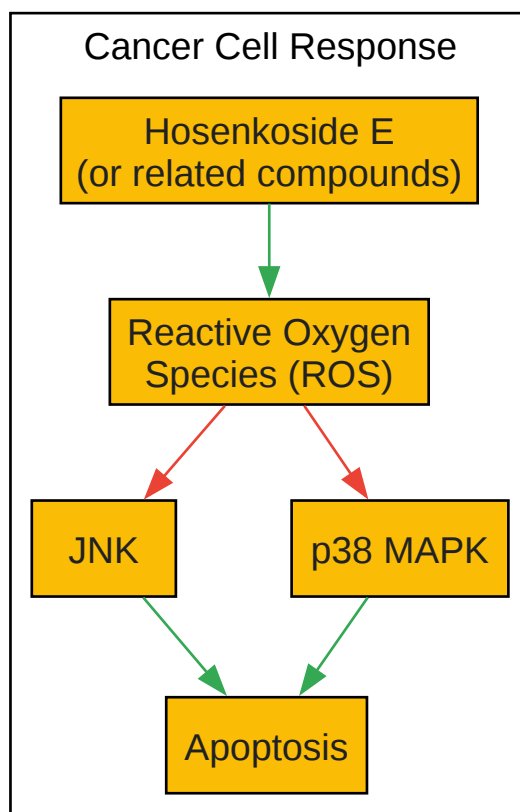 Cancer Cell Response
Hosenkoside E
(or related compounds)
Reactive Oxygen
Species (ROS)
JNK
p38 MAPK
Apoptosis